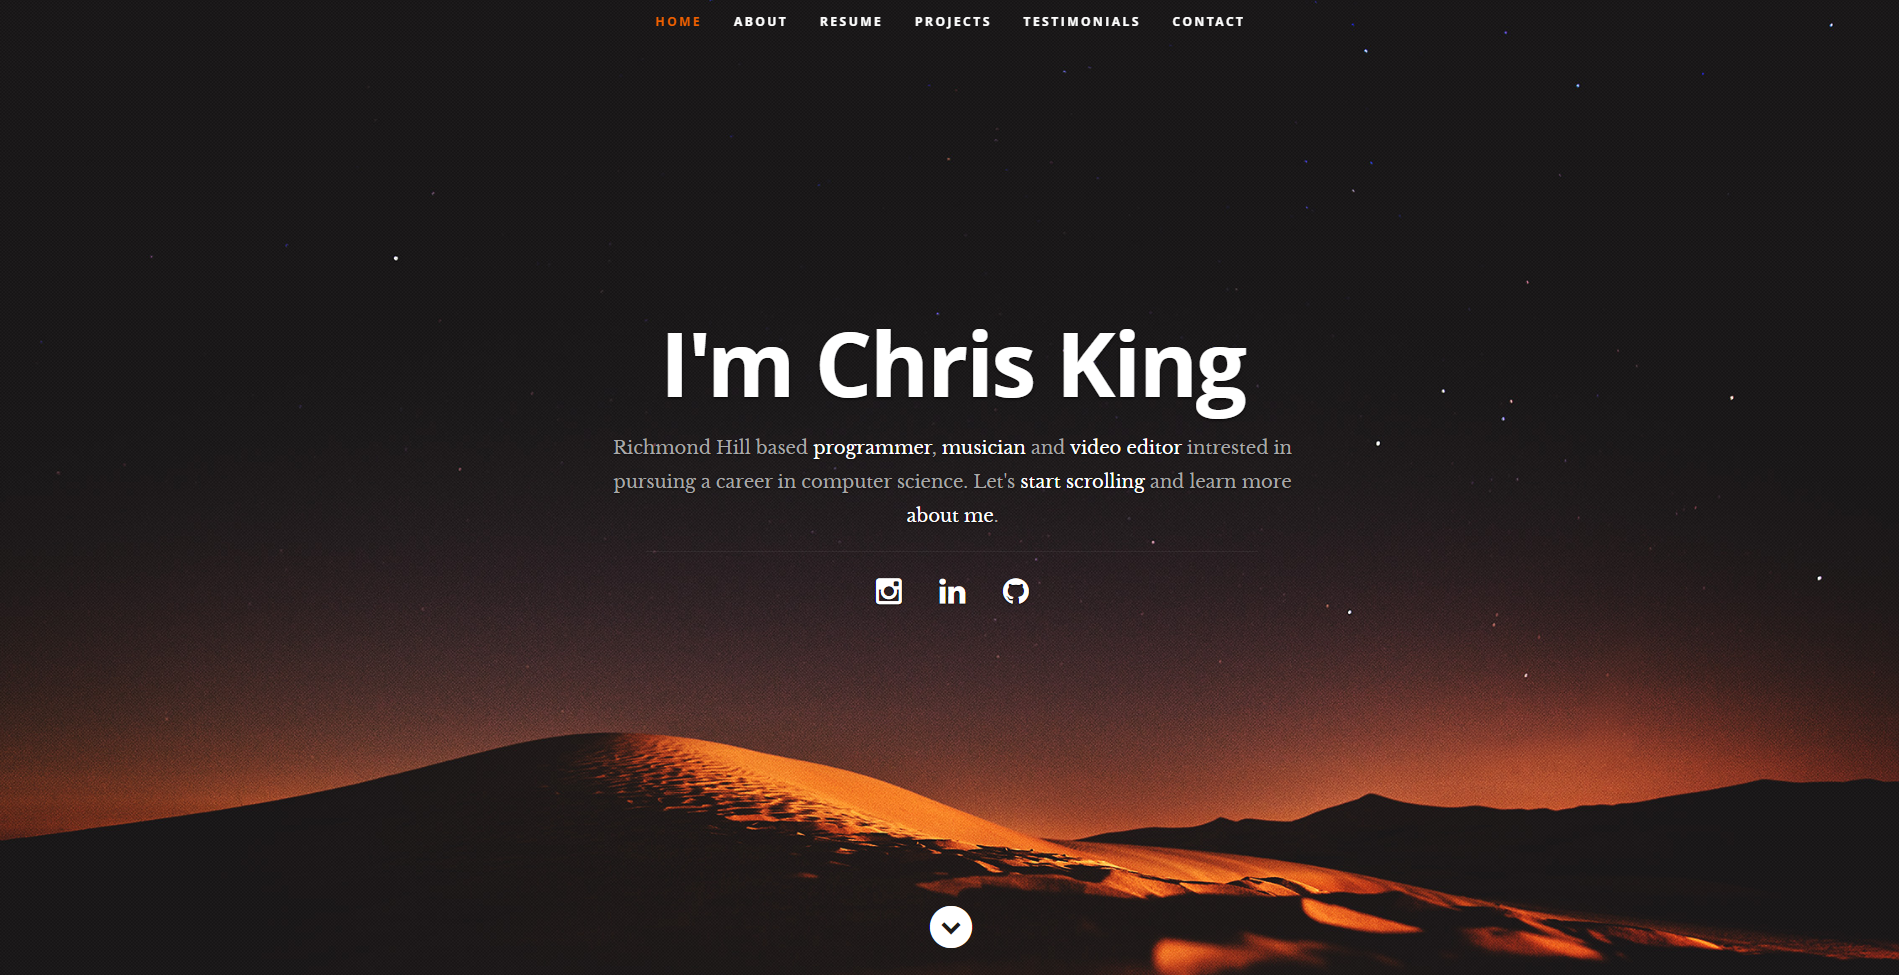 HOME ABOUT RESUME PROJECTS TESTIMONIALS CONTACT
I'm Chris King
Richmond Hill based programmer, musician and video editor intrested in
pursuing a career in computer science. Let's start scrolling and learn more
about me.
in